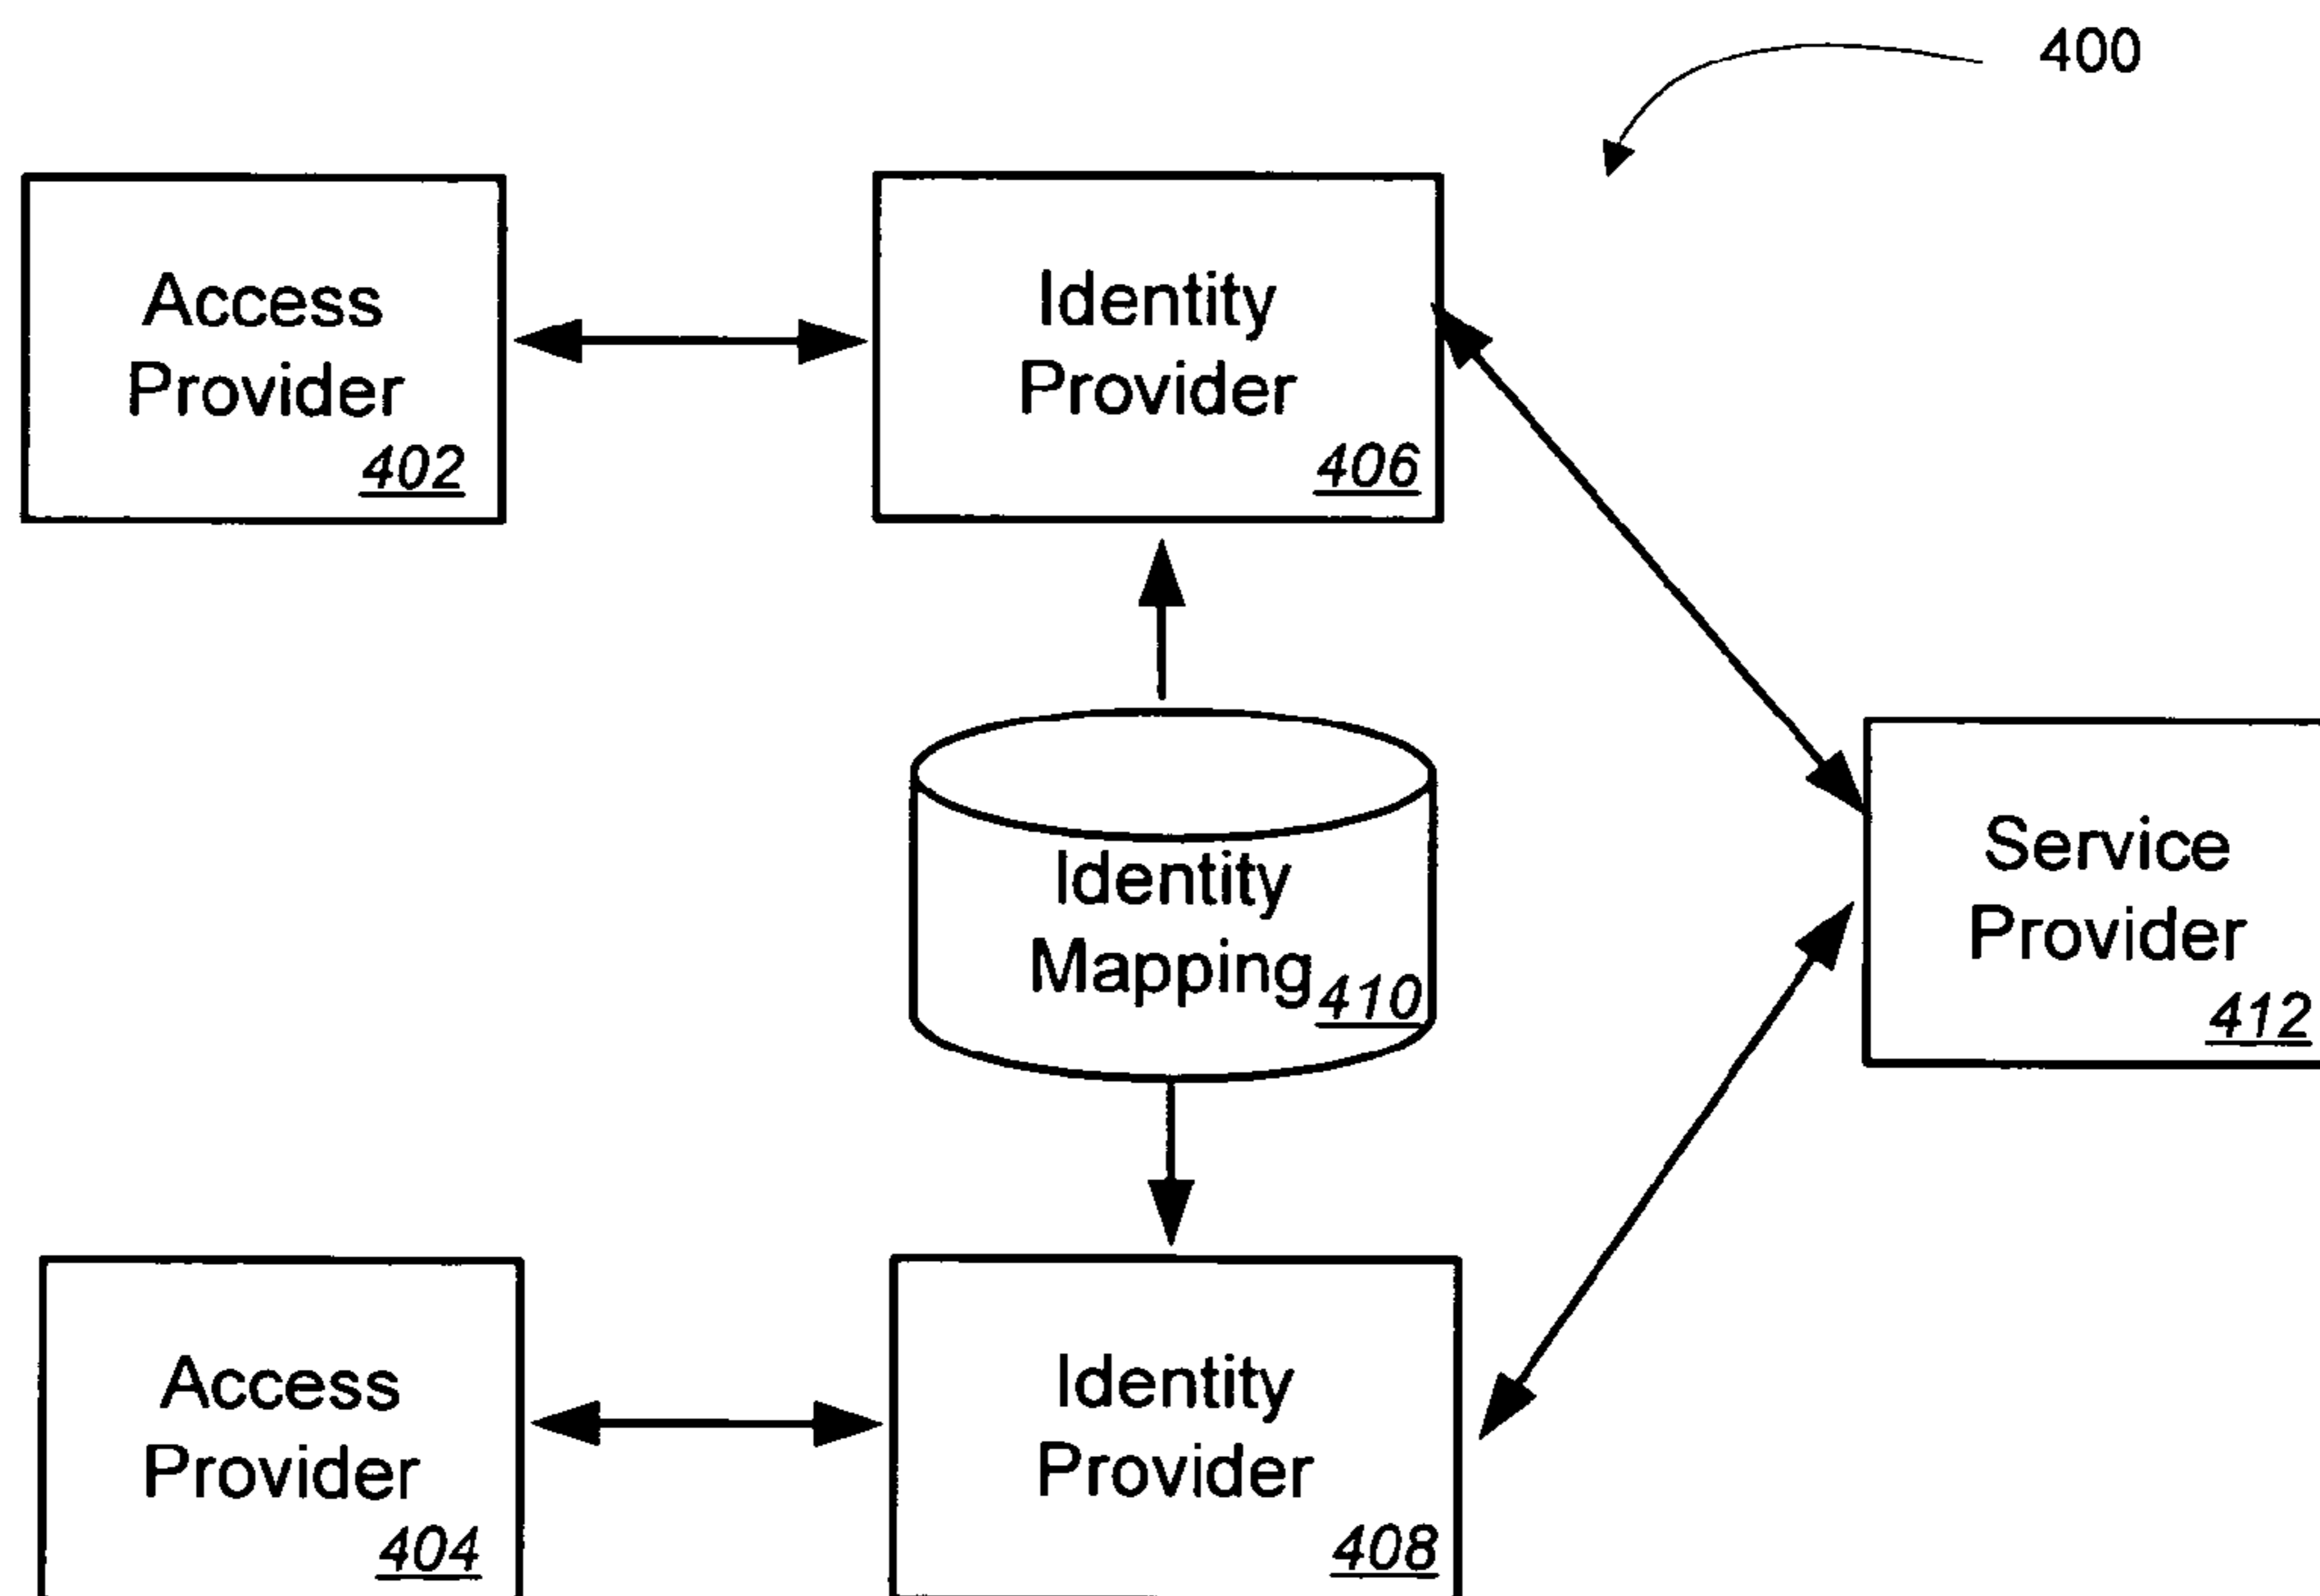 400
Access
Provider
402
Identity
Provider
406
Identity
Mapping
410
Service
Provider
412
Access
Provider
404
Identity
Provider
408